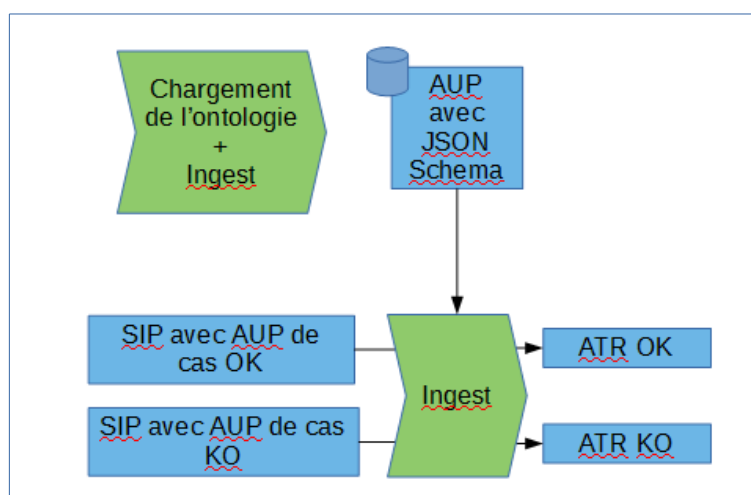 Chargement
de l'ontologie
+
Ingest
AUP
avec
JSON
Schema
SIP avec AUP de
cas OK
Ingest
ATR OK
SIP avec AUP de cas
KO
ATR KO